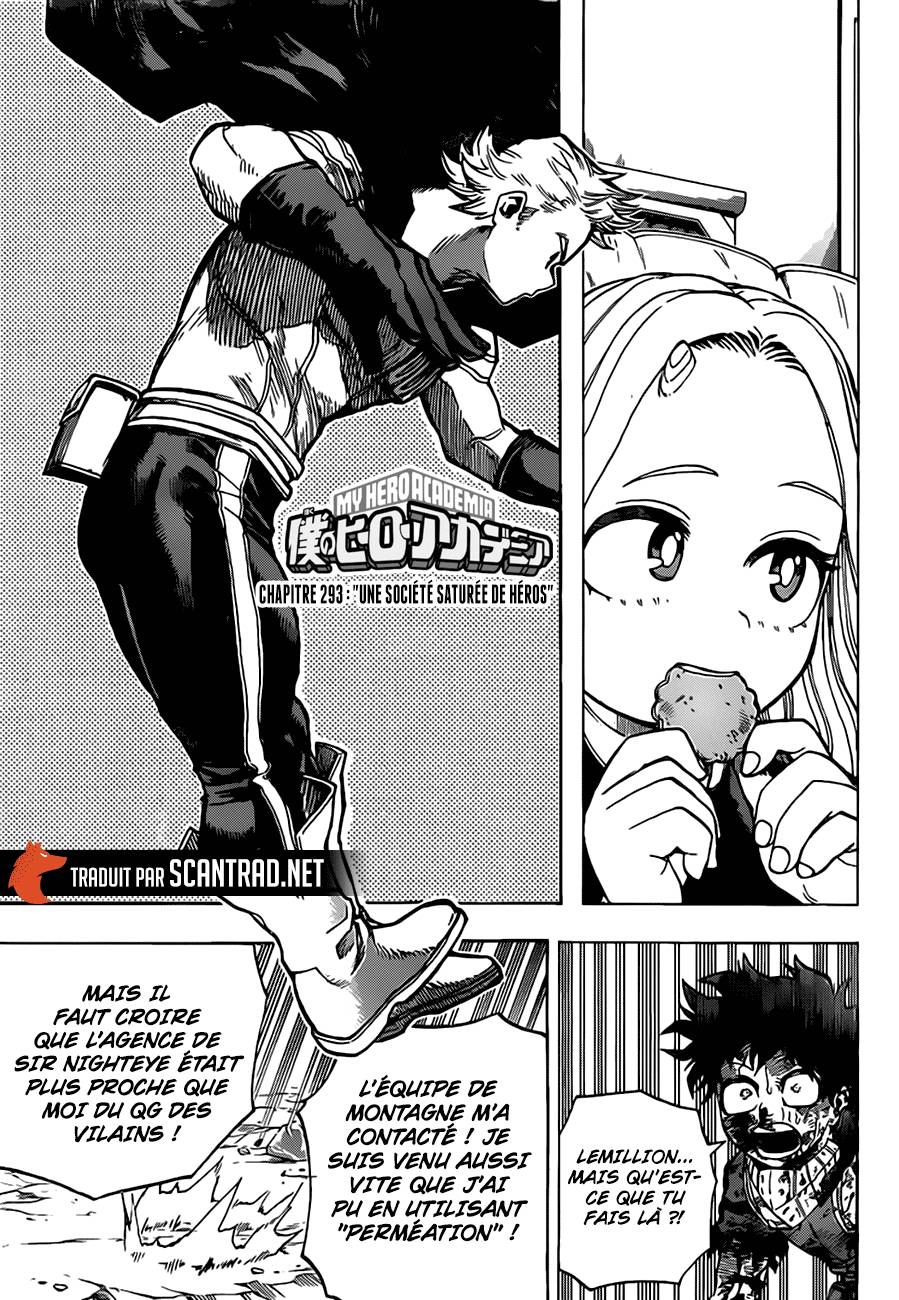 MY HERO ACADEMIA
僕のヒーローアカデミア
CHAPITRE 293 : "UNE SOCIÉTÉ SATURÉE DE HÉROS"
TRADUIT PAR SCANTRAD.NET
LEMILLION...
MAIS QU'EST-
CE QUE TU
FAIS LÀ ?!
L'ÉQUIPE DE
MONTAGNE M'A
CONTACTÉ ! JE
SUIS VENU AUSSI
VITE QUE J'AI
PU EN UTILISANT
"PERMÉATION" !
MAIS IL
FAUT CROIRE
QUE L'AGENCE DE
SIR NIGHTEYE ÉTAIT
PLUS PROCHE QUE
MOI DU QG DES
VILAINS !